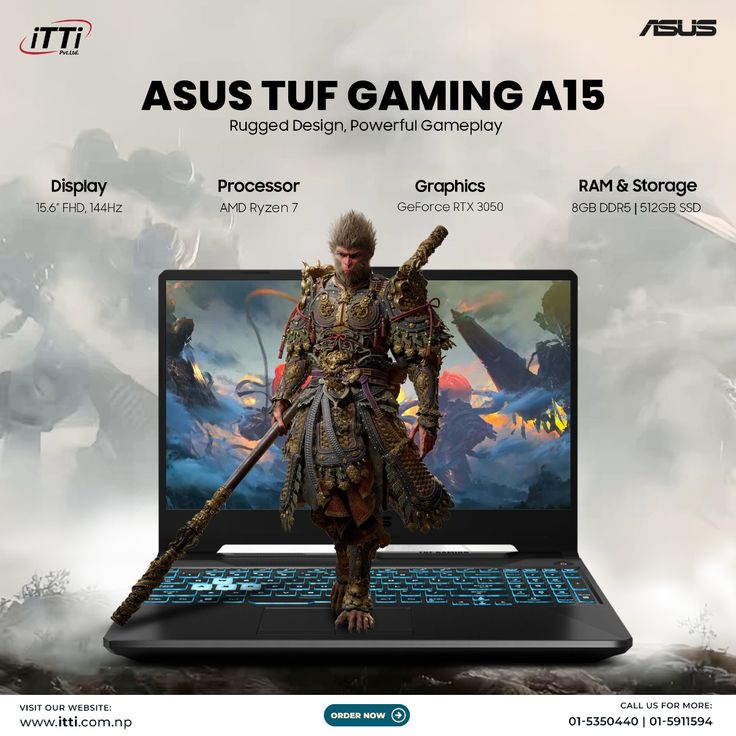 iTTi
Pvt.Ltd.
ASUS
ASUS TUF GAMING A15
Rugged Design, Powerful Gameplay
Display
15.6" FHD, 144Hz
Processor
AMD Ryzen 7
Graphics
GeForce RTX 3050
RAM & Storage
8GB DDR5 | 512GB SSD
TUF GAMING
VISIT OUR WEBSITE:
www.itti.com.np
ORDER NOW
CALL US FOR MORE:
01-5350440 | 01-5911594